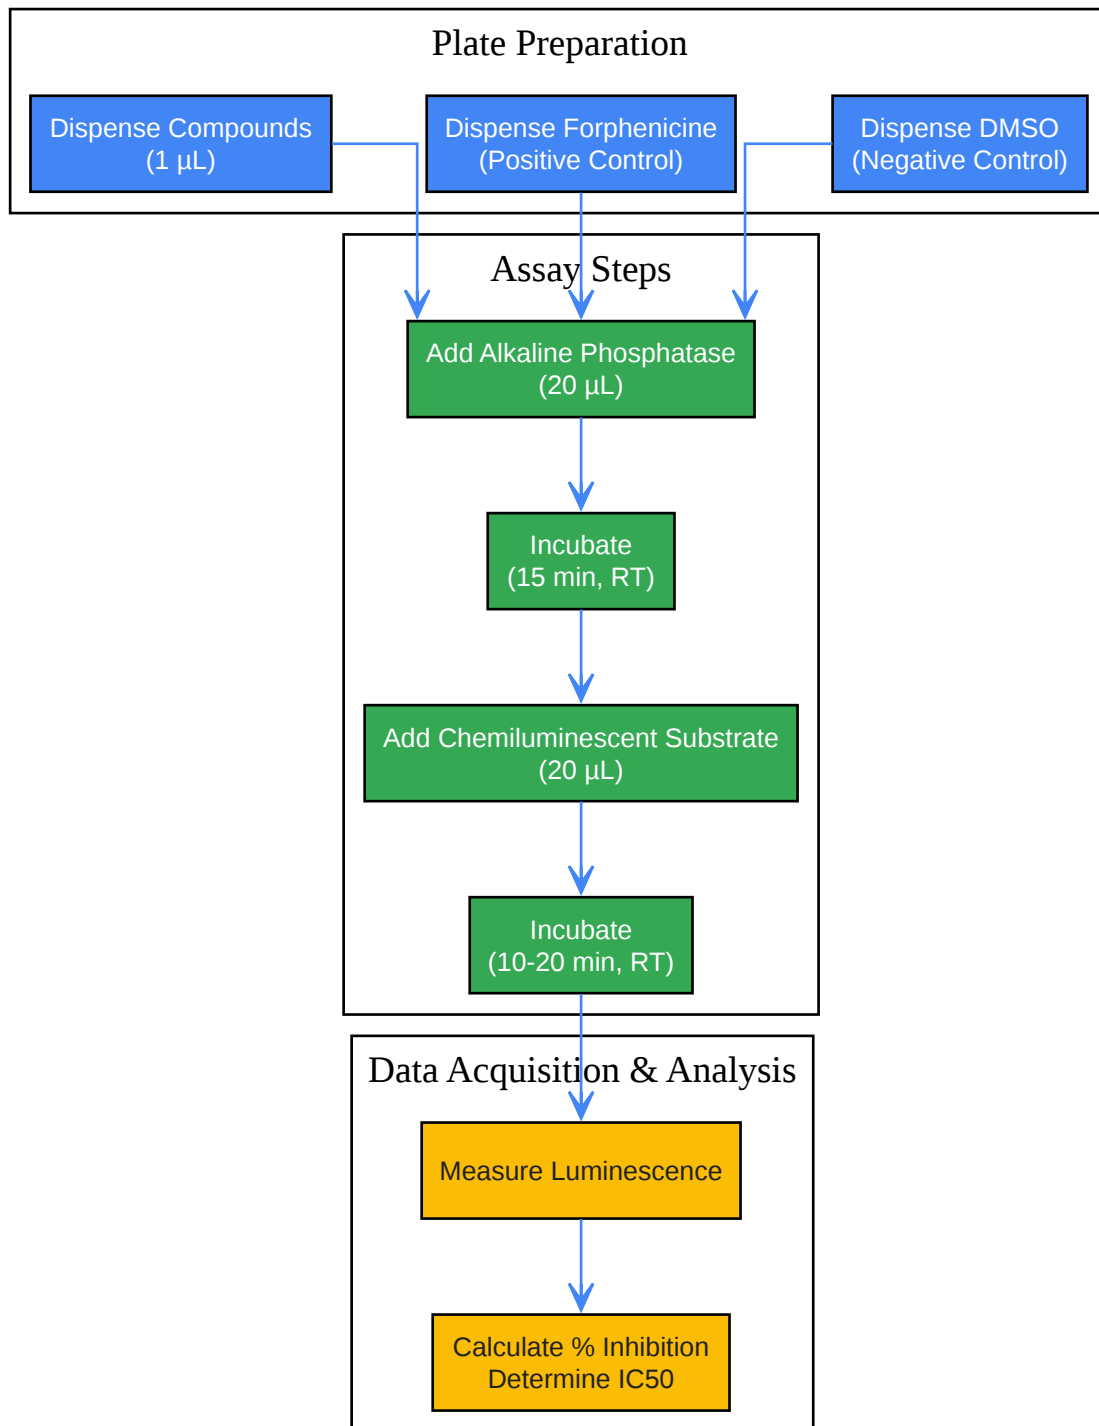 Plate Preparation
Dispense Compounds
(1 µL)
Dispense Forphenicine
(Positive Control)
Dispense DMSO
(Negative Control)
Assay Steps
Add Alkaline Phosphatase
(20 µL)
Incubate
(15 min, RT)
Add Chemiluminescent Substrate
(20 µL)
Incubate
(10-20 min, RT)
Data Acquisition & Analysis
Measure Luminescence
Calculate % Inhibition
Determine IC50